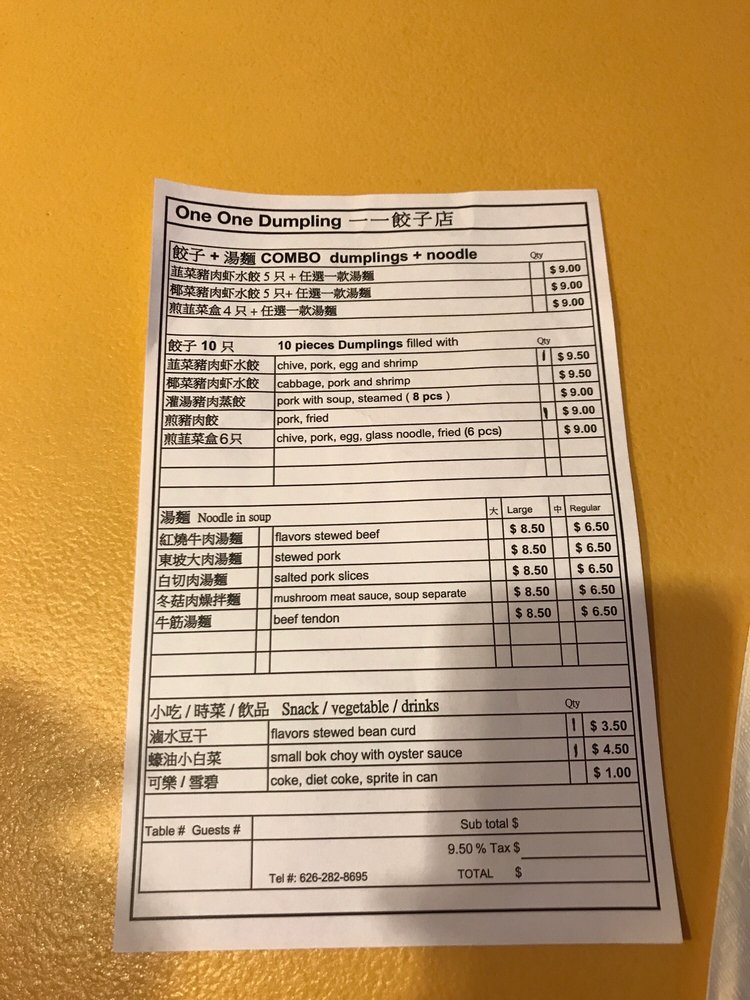 One One Dumpling 一一餃子店
餃子 + 湯麵 COMBO dumplings + noodle Qty
韮菜豬肉虾水餃 5 只 + 任選一款湯麵 $ 9.00
椰菜豬肉虾水餃 5 只+ 任選一款湯麵 $ 9.00
煎韮菜盒 4 只 + 任選一款湯麵 $ 9.00
餃子 10 只 10 pieces Dumplings filled with Qty
韮菜豬肉虾水餃 chive, pork, egg and shrimp 1 $ 9.50
椰菜豬肉虾水餃 cabbage, pork and shrimp $ 9.50
灌湯豬肉蒸餃 pork with soup, steamed ( 8 pcs ) $ 9.00
煎豬肉餃 pork, fried 1 $ 9.00
煎韮菜盒6只 chive, pork, egg, glass noodle, fried (6 pcs) $ 9.00
湯麵 Noodle in soup 大 Large 中 Regular
紅燒牛肉湯麵 flavors stewed beef $ 8.50 $ 6.50
東坡大肉湯麵 stewed pork $ 8.50 $ 6.50
白切肉湯麵 salted pork slices $ 8.50 $ 6.50
冬菇肉燥拌麵 mushroom meat sauce, soup separate $ 8.50 $ 6.50
牛筋湯麵 beef tendon $ 8.50 $ 6.50
小吃 / 時菜 / 飲品 Snack / vegetable / drinks Qty
滷水豆干 flavors stewed bean curd 1 $ 3.50
蠔油小白菜 small bok choy with oyster sauce 1 $ 4.50
可樂 / 雪碧 coke, diet coke, sprite in can $ 1.00
Table # Guests # Sub total $
9.50 % Tax $
Tel #: 626-282-8695 TOTAL $